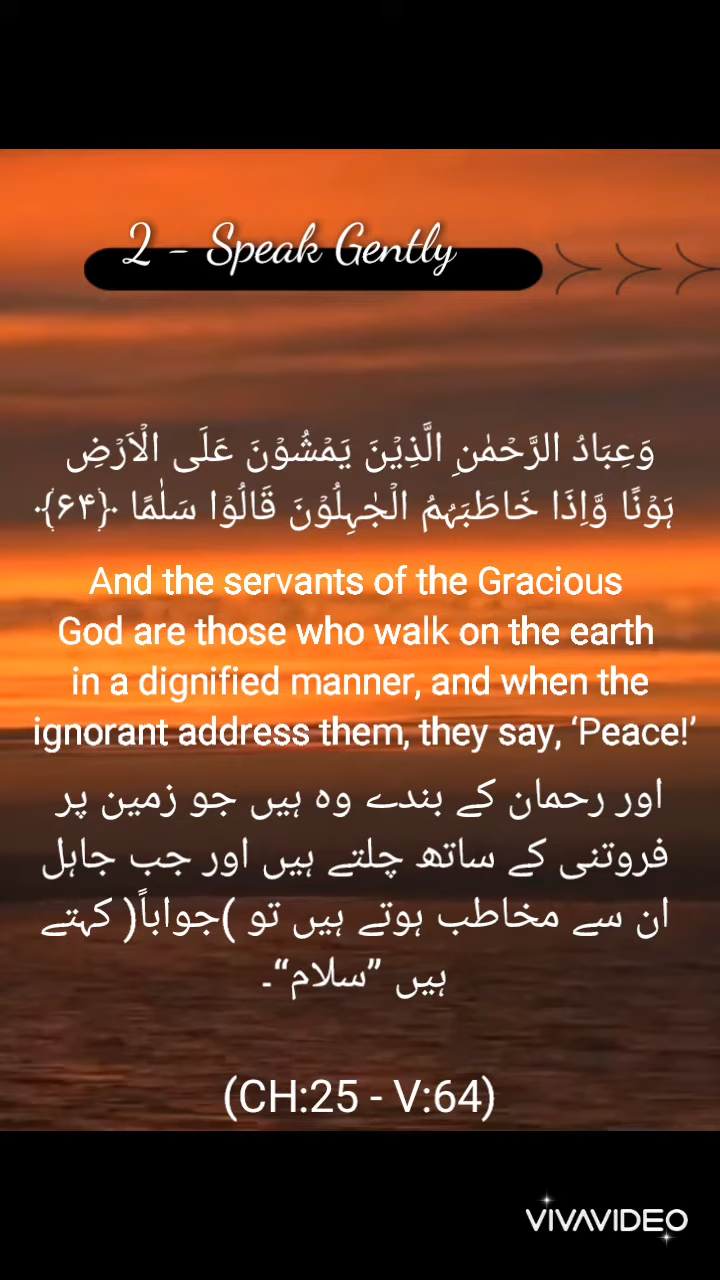 2 - Speak Gently
وَعِبَادُ الرَّحۡمٰنِ الَّذِیۡنَ یَمۡشُوۡنَ عَلَی الۡاَرۡضِ
ہَوۡنًا وَّاِذَا خَاطَبَہُمُ الۡجٰہِلُوۡنَ قَالُوۡا سَلٰمًا ﴿۶۴﴾
And the servants of the Gracious
God are those who walk on the earth
in a dignified manner, and when the
ignorant address them, they say, ‘Peace!’
اور رحمان کے بندے وہ ہیں جو زمین پر
فروتنی کے ساتھ چلتے ہیں اور جب جاہل
ان سے مخاطب ہوتے ہیں تو )جواباً( کہتے
ہیں ”سلام“۔
(CH:25 - V:64)
VIVAVIDEO